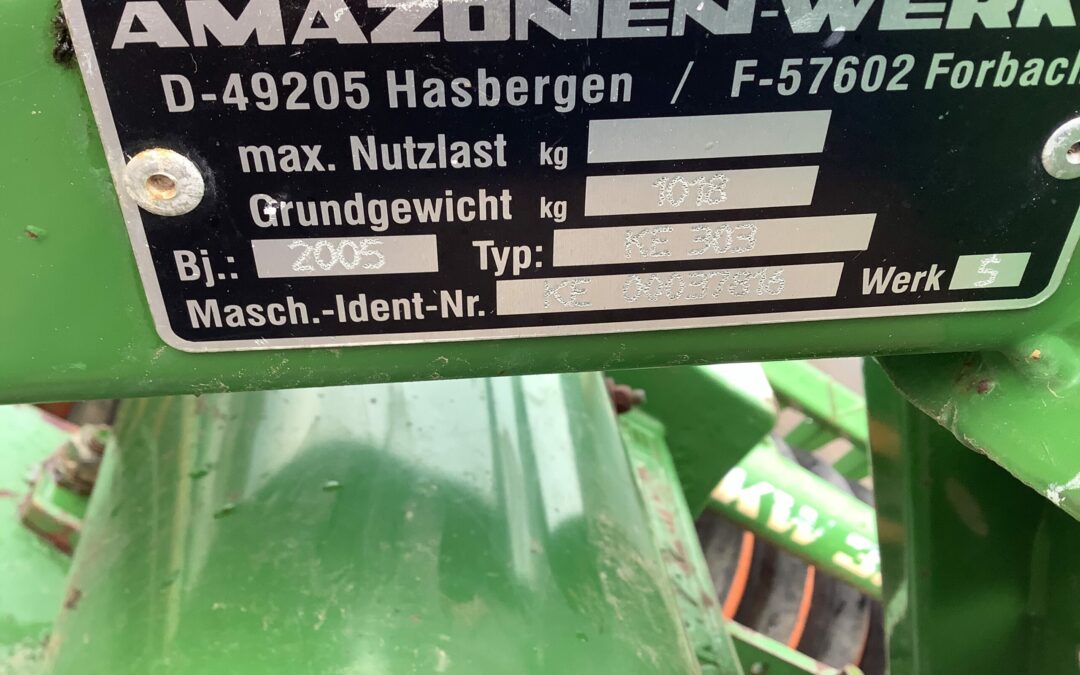 AMAZONEN-WERK
D-49205 Hasbergen / F-57602 Forbach
max. Nutzlast kg
Grundgewicht kg 1018
Bj.: 2005 Typ: KE 303
Masch.-Ident-Nr. KE 00037816 Werk 5
KW 3